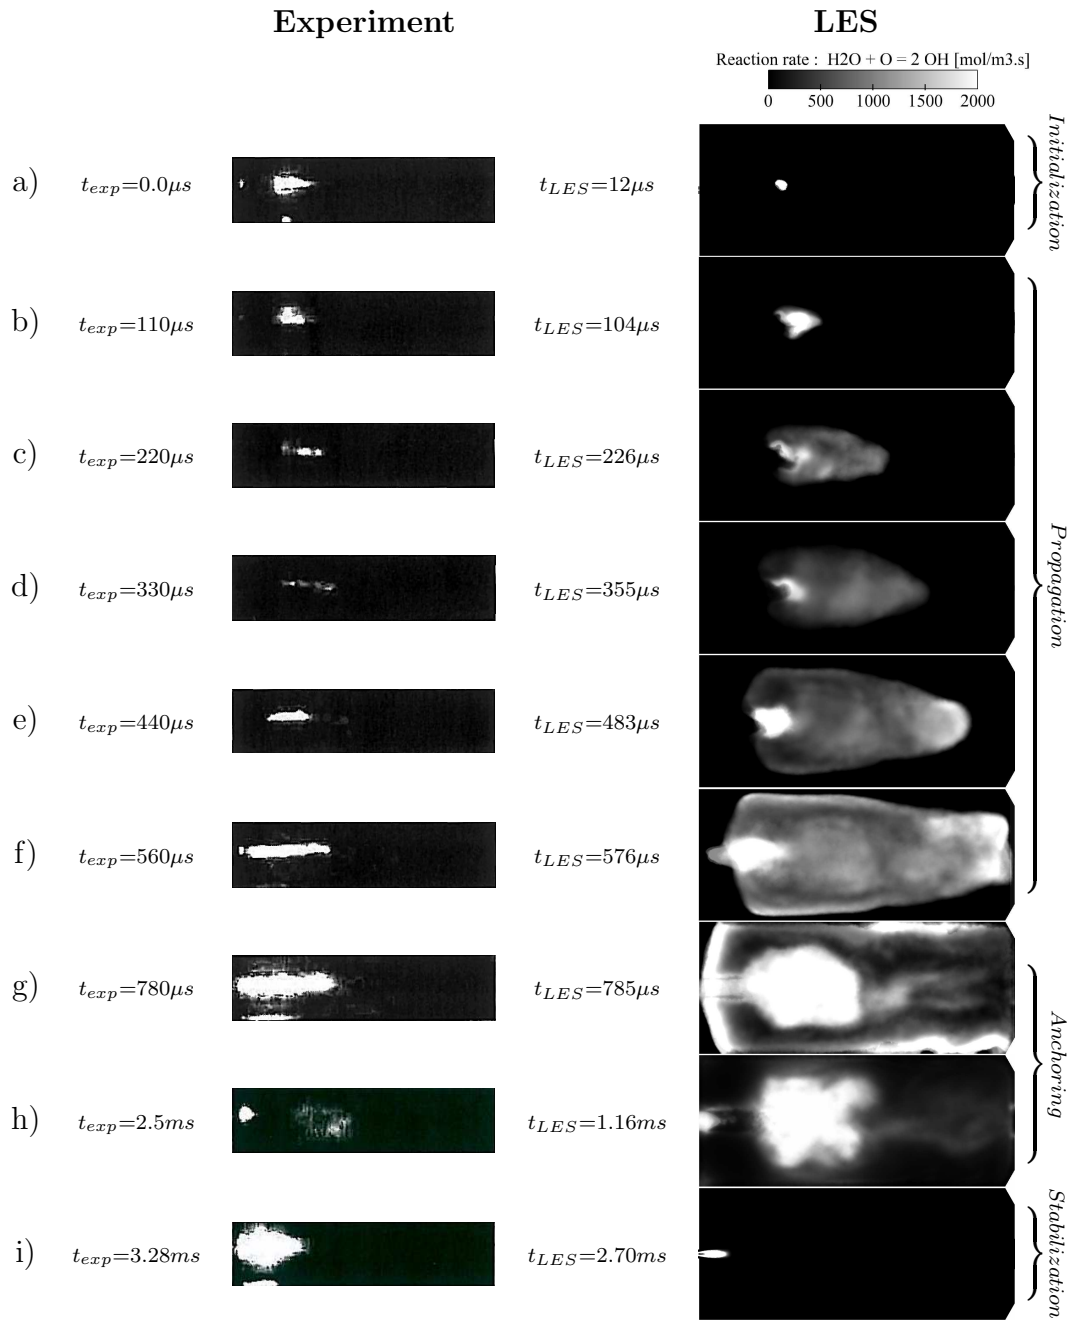 Experiment LES
Reaction rate : H2O + O = 2 OH [mol/m3.s]
0 500 1000 1500 2000
Initialization
a) t_exp=0.0μs t_LES=12μs
b) t_exp=110μs t_LES=104μs
c) t_exp=220μs t_LES=226μs
Propagation
d) t_exp=330μs t_LES=355μs
e) t_exp=440μs t_LES=483μs
f) t_exp=560μs t_LES=576μs
g) t_exp=780μs t_LES=785μs
Anchoring
h) t_exp=2.5ms t_LES=1.16ms
Stabilization
i) t_exp=3.28ms t_LES=2.70ms